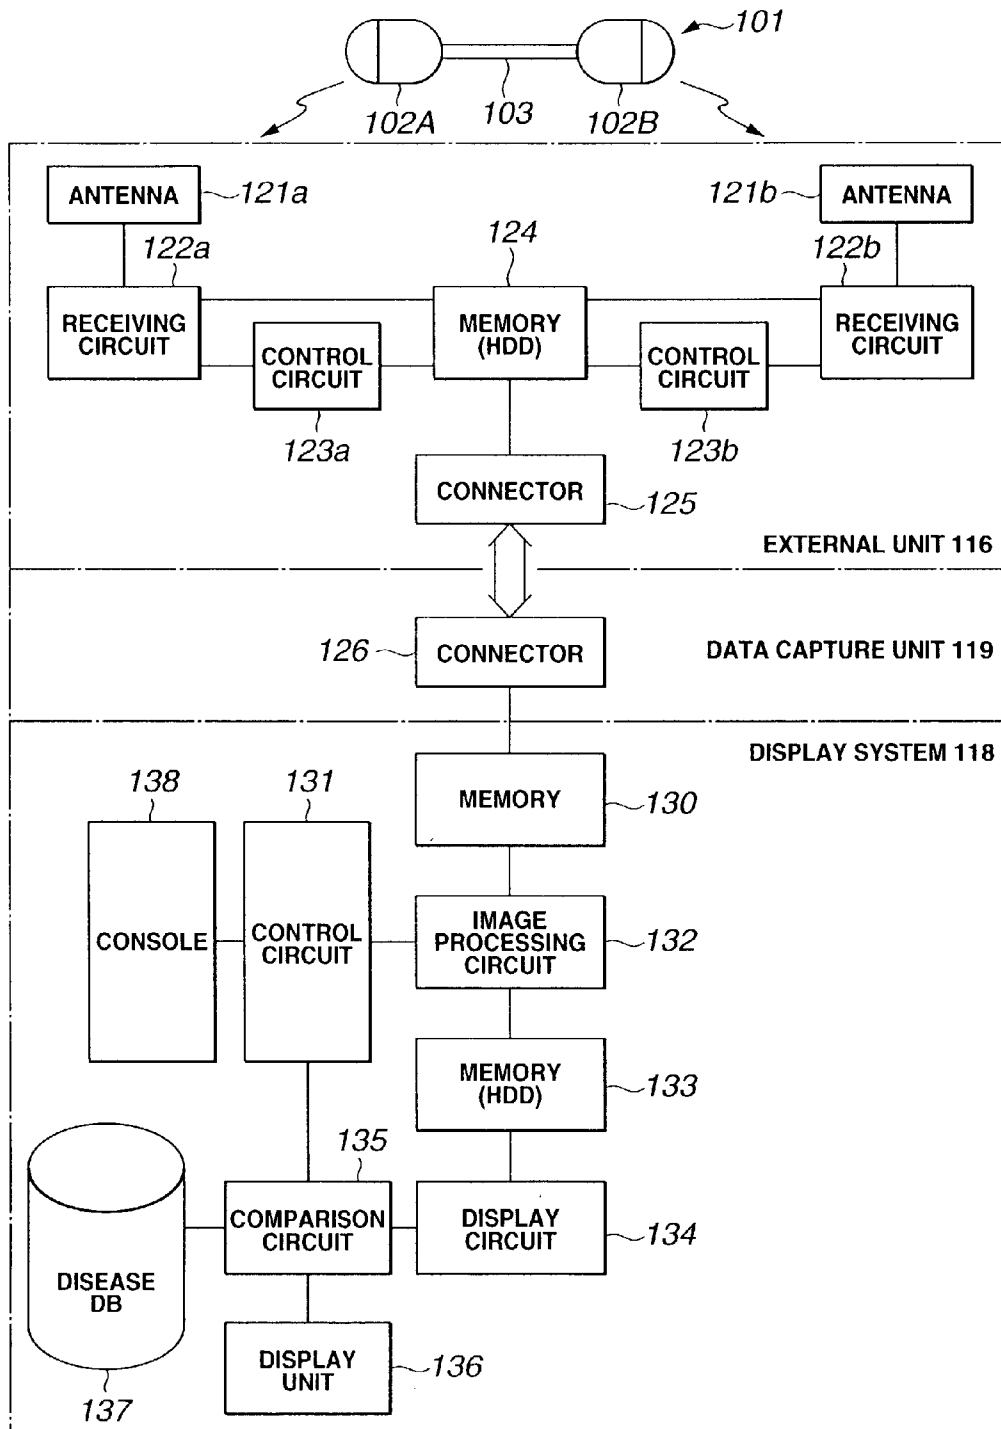 101
102A
103
102B
ANTENNA
121a
121b
ANTENNA
122a
124
122b
RECEIVING
CIRCUIT
MEMORY
(HDD)
RECEIVING
CIRCUIT
CONTROL
CIRCUIT
CONTROL
CIRCUIT
123a
123b
CONNECTOR
125
EXTERNAL UNIT 116
126
CONNECTOR
DATA CAPTURE UNIT 119
DISPLAY SYSTEM 118
138
131
MEMORY
130
CONSOLE
CONTROL
CIRCUIT
IMAGE
PROCESSING
CIRCUIT
132
MEMORY
(HDD)
133
135
COMPARISON
CIRCUIT
DISPLAY
CIRCUIT
134
DISEASE
DB
DISPLAY
UNIT
136
137